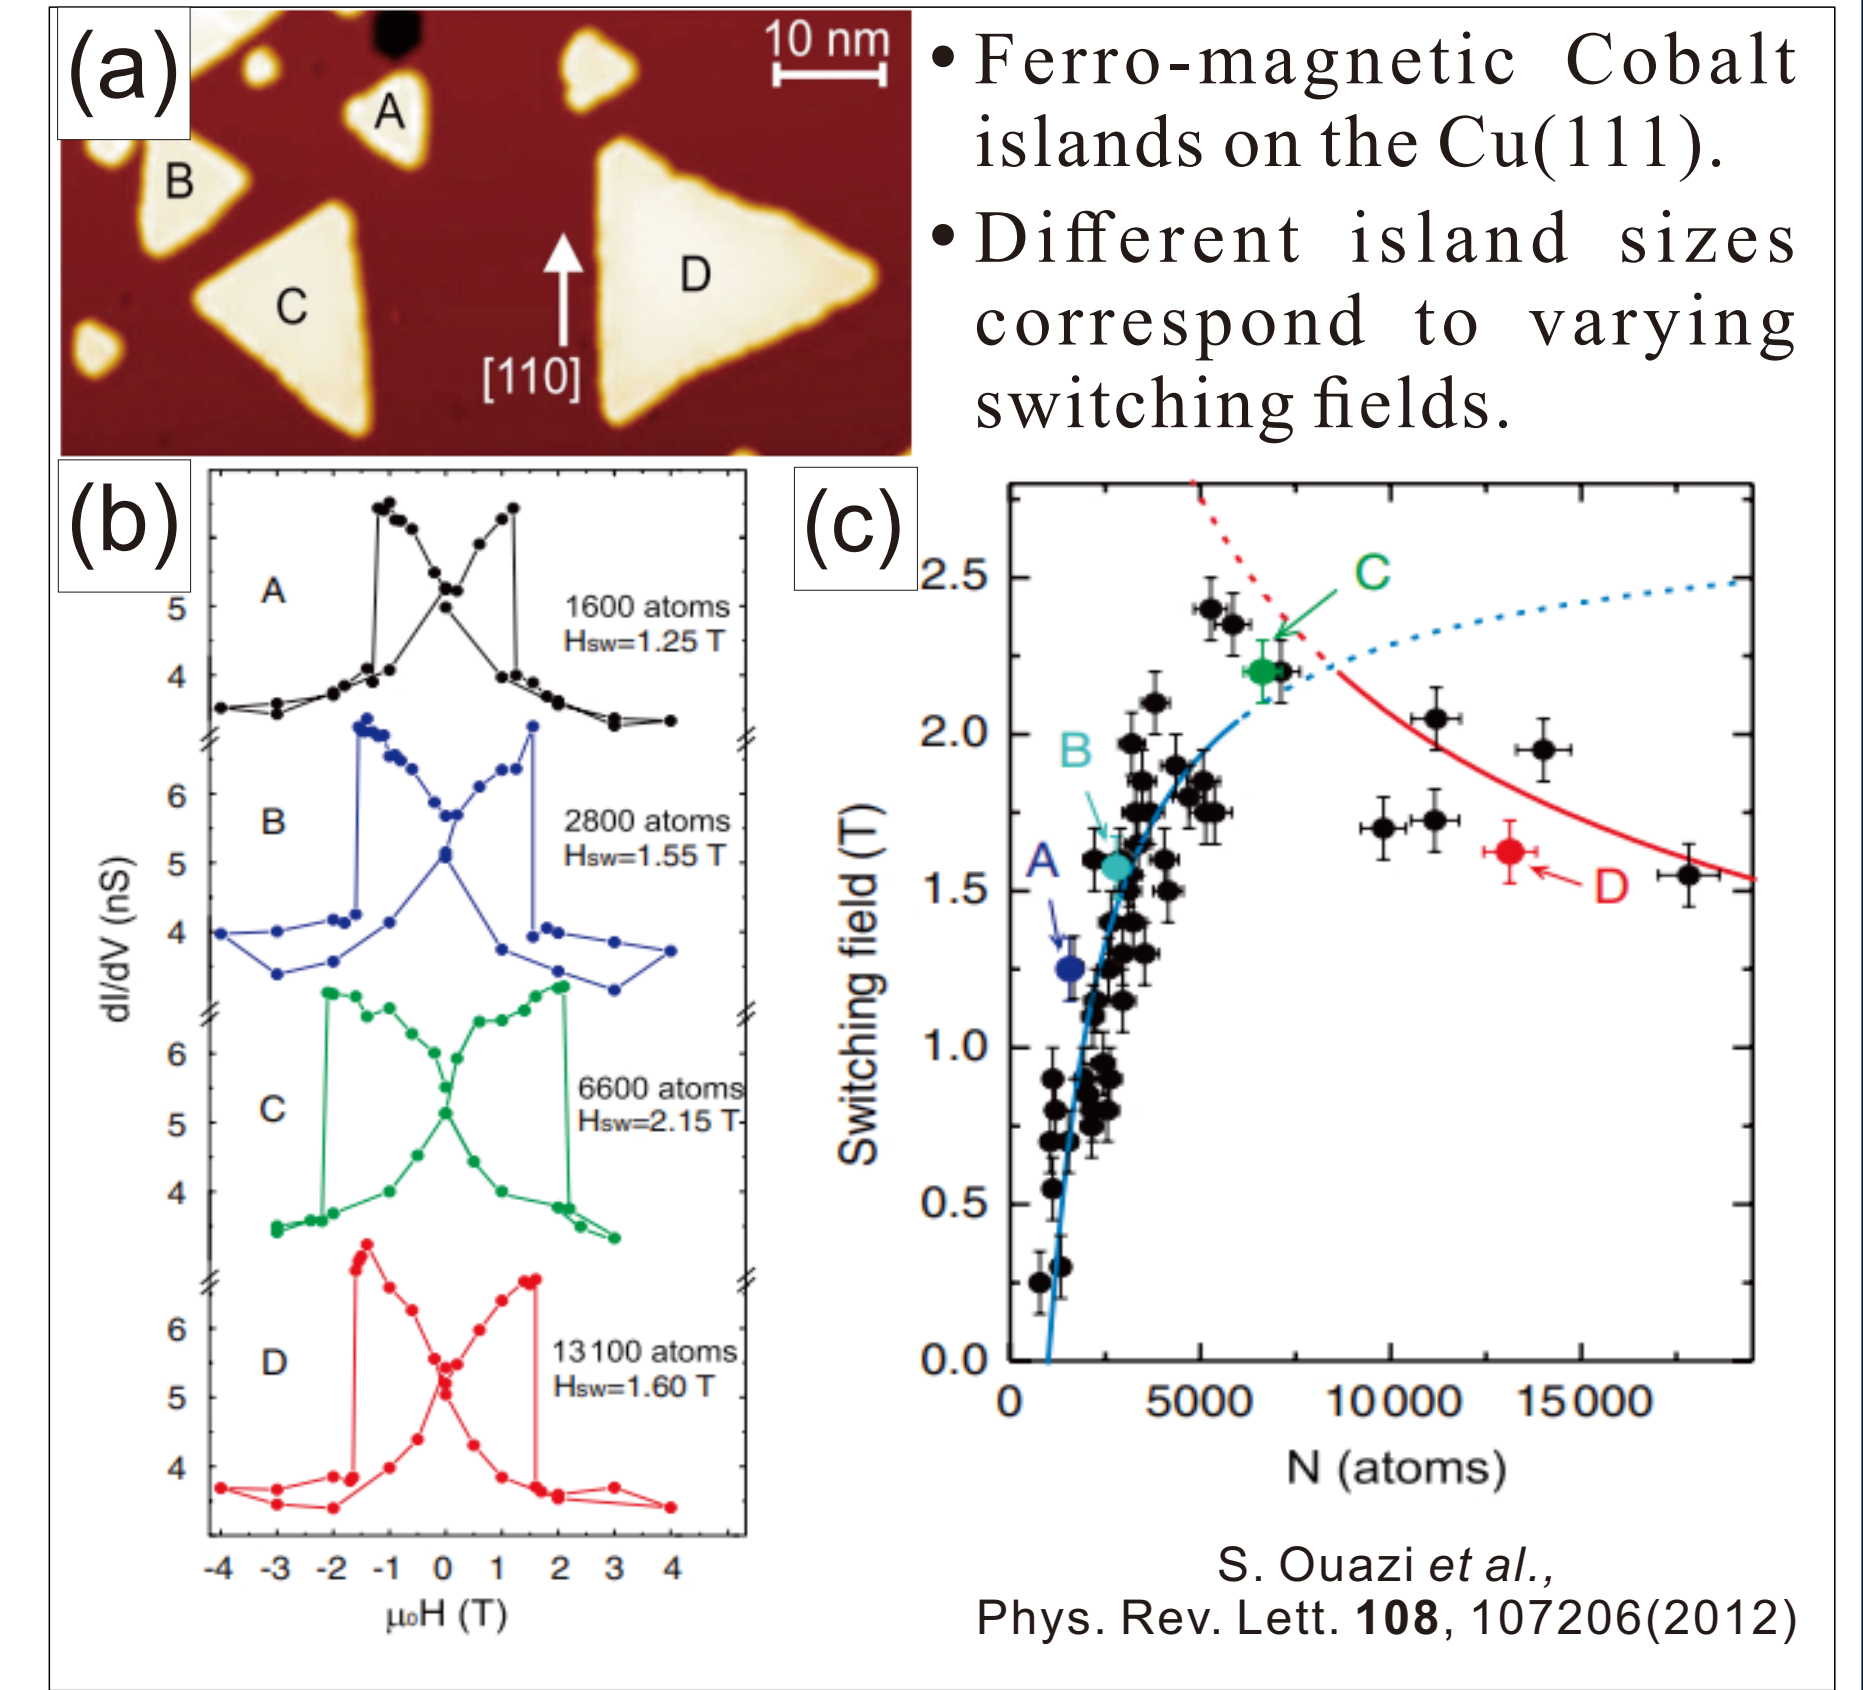 (a)
10 nm
A
B
C
D
[110]
• Ferro-magnetic Cobalt
islands on the Cu(111).
• Different island sizes
correspond to varying
switching fields.
(b)
A
1600 atoms
Hsw=1.25 T
5
4
B
2800 atoms
Hsw=1.55 T
6
5
4
C
6600 atoms
Hsw=2.15 T
6
5
4
D
13100 atoms
Hsw=1.60 T
6
5
4
dI/dV (nS)
-4 -3 -2 -1 0 1 2 3 4
µ₀H (T)
(c)
2.5
2.0
1.5
1.0
0.5
0.0
Switching field (T)
A
B
C
D
0 5000 10000 15000
N (atoms)
S. Ouazi et al.,
Phys. Rev. Lett. 108, 107206(2012)